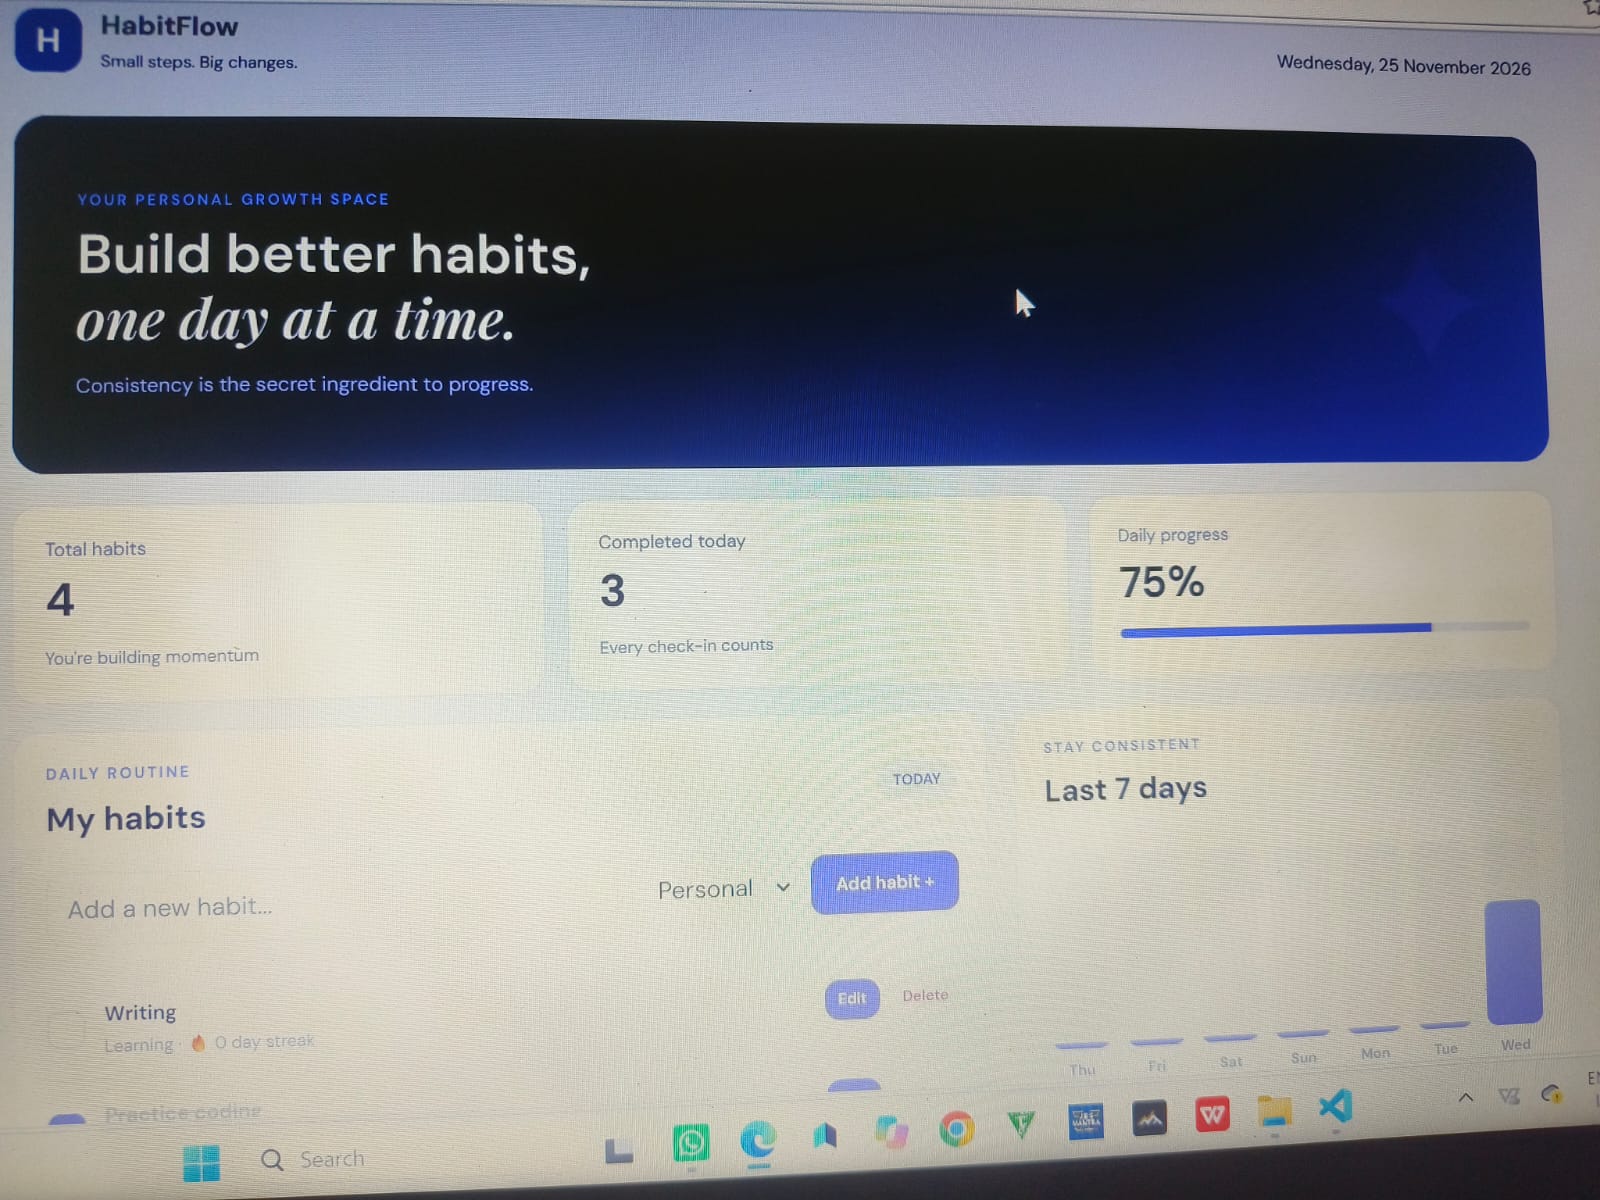 H
HabitFlow
Small steps. Big changes.
Wednesday, 25 November 2026
YOUR PERSONAL GROWTH SPACE
Build better habits,
one day at a time.
Consistency is the secret ingredient to progress.
Total habits
4
You're building momentum
Completed today
3
Every check-in counts
Daily progress
75%
DAILY ROUTINE
My habits
TODAY
Add a new habit...
Personal
Add habit +
Writing
Learning · 🔥 0 day streak
Edit
Delete
Practice coding
STAY CONSISTENT
Last 7 days
Thu Fri Sat Sun Mon Tue Wed
Search